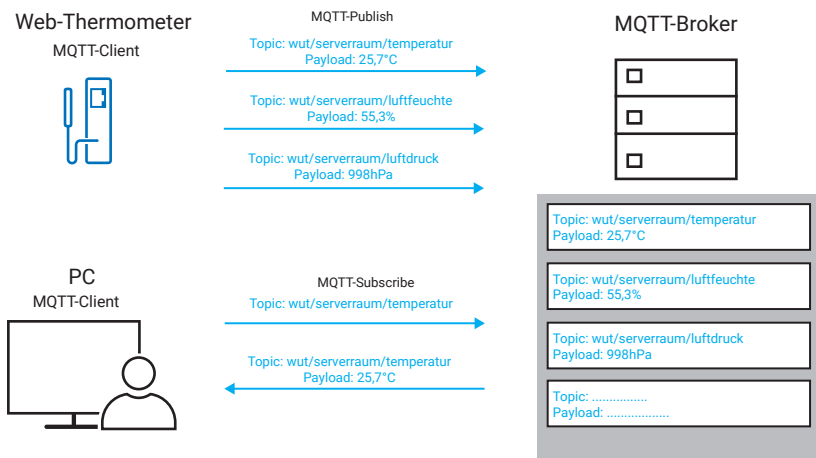 Web-Thermometer
MQTT-Client
MQTT-Publish
Topic: wut/serverraum/temperatur
Payload: 25,7°C
Topic: wut/serverraum/luftfeuchte
Payload: 55,3%
Topic: wut/serverraum/luftdruck
Payload: 998hPa
MQTT-Broker
Topic: wut/serverraum/temperatur
Payload: 25,7°C
Topic: wut/serverraum/luftfeuchte
Payload: 55,3%
Topic: wut/serverraum/luftdruck
Payload: 998hPa
Topic: ...............
Payload: .................
PC
MQTT-Client
MQTT-Subscribe
Topic: wut/serverraum/temperatur
Topic: wut/serverraum/temperatur
Payload: 25,7°C